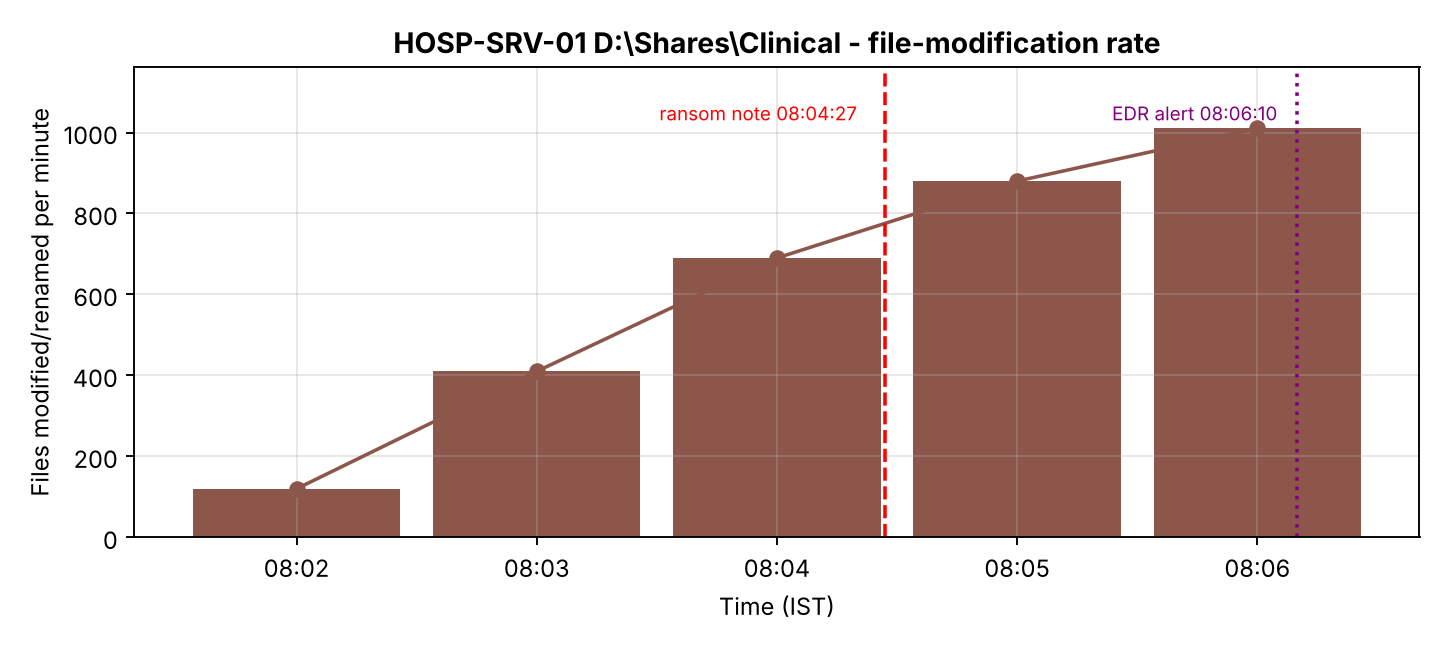 HOSP-SRV-01 D:\Shares\Clinical - file-modification rate
Files modified/renamed per minute
1000
800
600
400
200
0
ransom note 08:04:27
EDR alert 08:06:10
08:02
08:03
08:04
08:05
08:06
Time (IST)